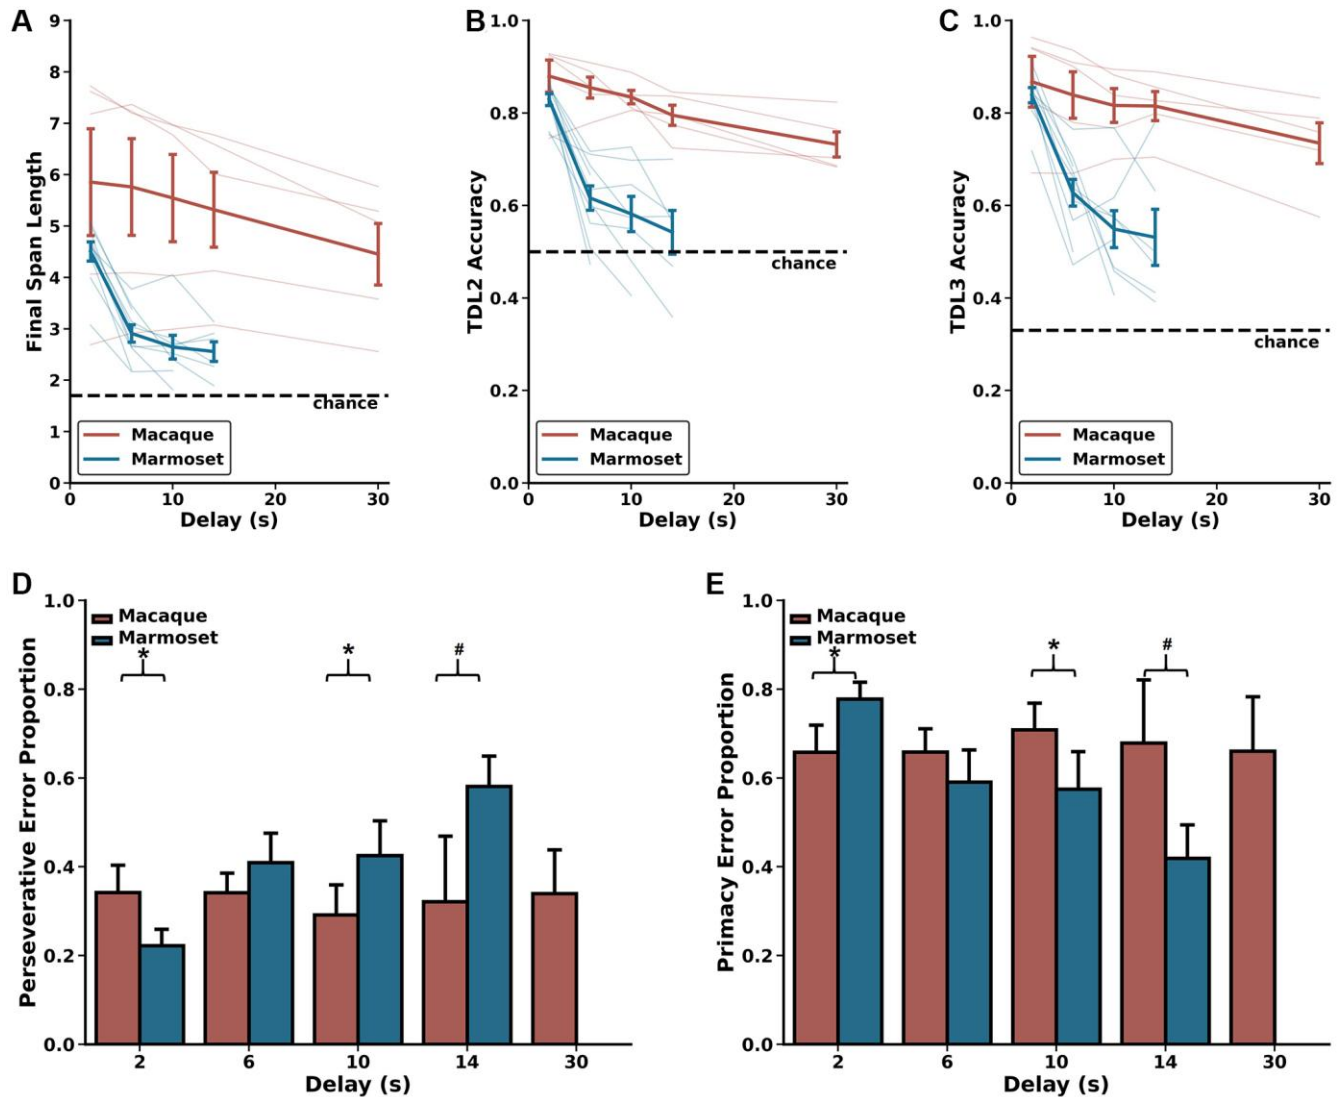 A
9
8
7
6
5
4
3
2
1
0
Final Span Length
chance
Macaque
Marmoset
0 10 20 30
Delay (s)
B
1.0
0.8
0.6
0.4
0.2
0.0
TDL2 Accuracy
chance
Macaque
Marmoset
0 10 20 30
Delay (s)
C
1.0
0.8
0.6
0.4
0.2
0.0
TDL3 Accuracy
chance
Macaque
Marmoset
0 10 20 30
Delay (s)
D
1.0
0.8
0.6
0.4
0.2
0.0
Perseverative Error Proportion
Macaque
Marmoset
* * #
2 6 10 14 30
Delay (s)
E
1.0
0.8
0.6
0.4
0.2
0.0
Primacy Error Proportion
Macaque
Marmoset
* * #
2 6 10 14 30
Delay (s)